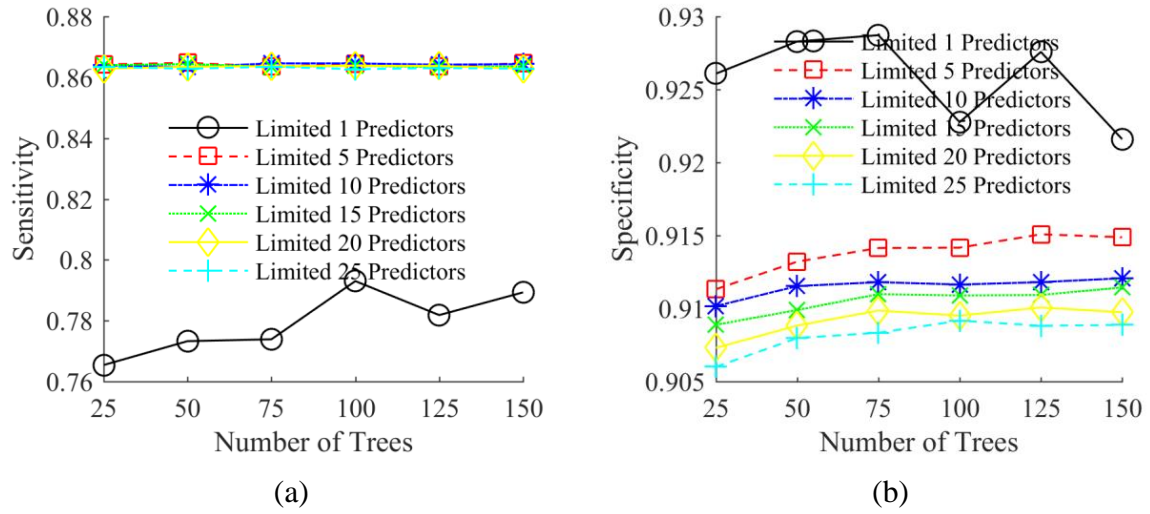 0.88
0.86
0.84
0.82
0.8
0.78
0.76
Sensitivity
Limited 1 Predictors
Limited 5 Predictors
Limited 10 Predictors
Limited 15 Predictors
Limited 20 Predictors
Limited 25 Predictors
25 50 75 100 125 150
Number of Trees
(a)
0.93
0.925
0.92
0.915
0.91
0.905
Specificity
Limited 1 Predictors
Limited 5 Predictors
Limited 10 Predictors
Limited 15 Predictors
Limited 20 Predictors
Limited 25 Predictors
25 50 75 100 125 150
Number of Trees
(b)